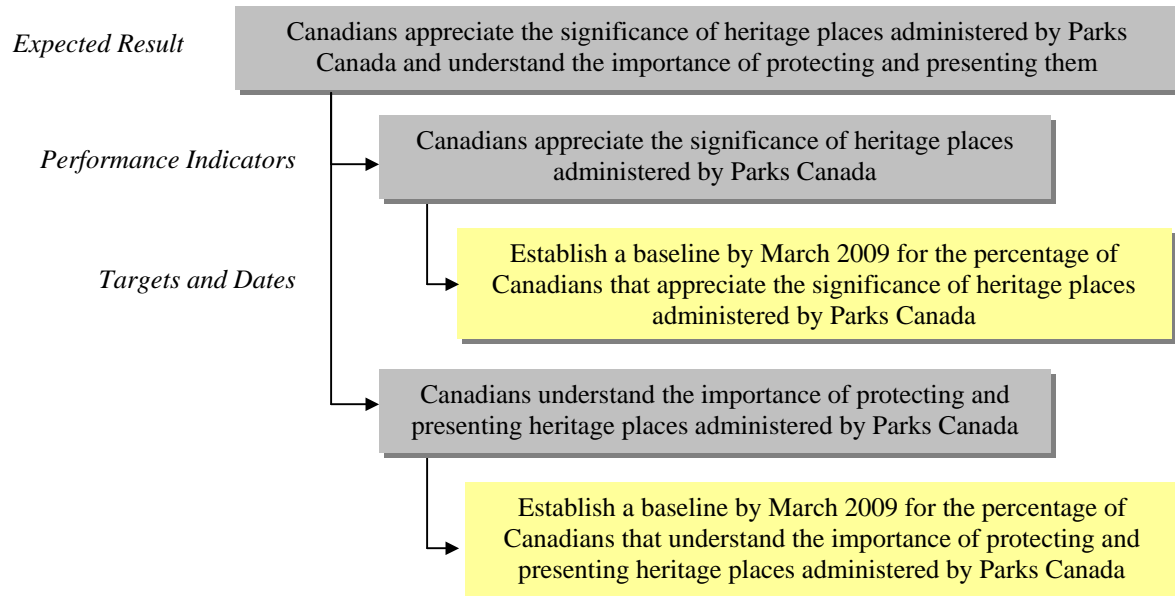 Expected Result
Canadians appreciate the significance of heritage places administered by Parks
Canada and understand the importance of protecting and presenting them
Performance Indicators
Canadians appreciate the significance of heritage places
administered by Parks Canada
Targets and Dates
Establish a baseline by March 2009 for the percentage of
Canadians that appreciate the significance of heritage places
administered by Parks Canada
Canadians understand the importance of protecting and
presenting heritage places administered by Parks Canada
Establish a baseline by March 2009 for the percentage of
Canadians that understand the importance of protecting and
presenting heritage places administered by Parks Canada